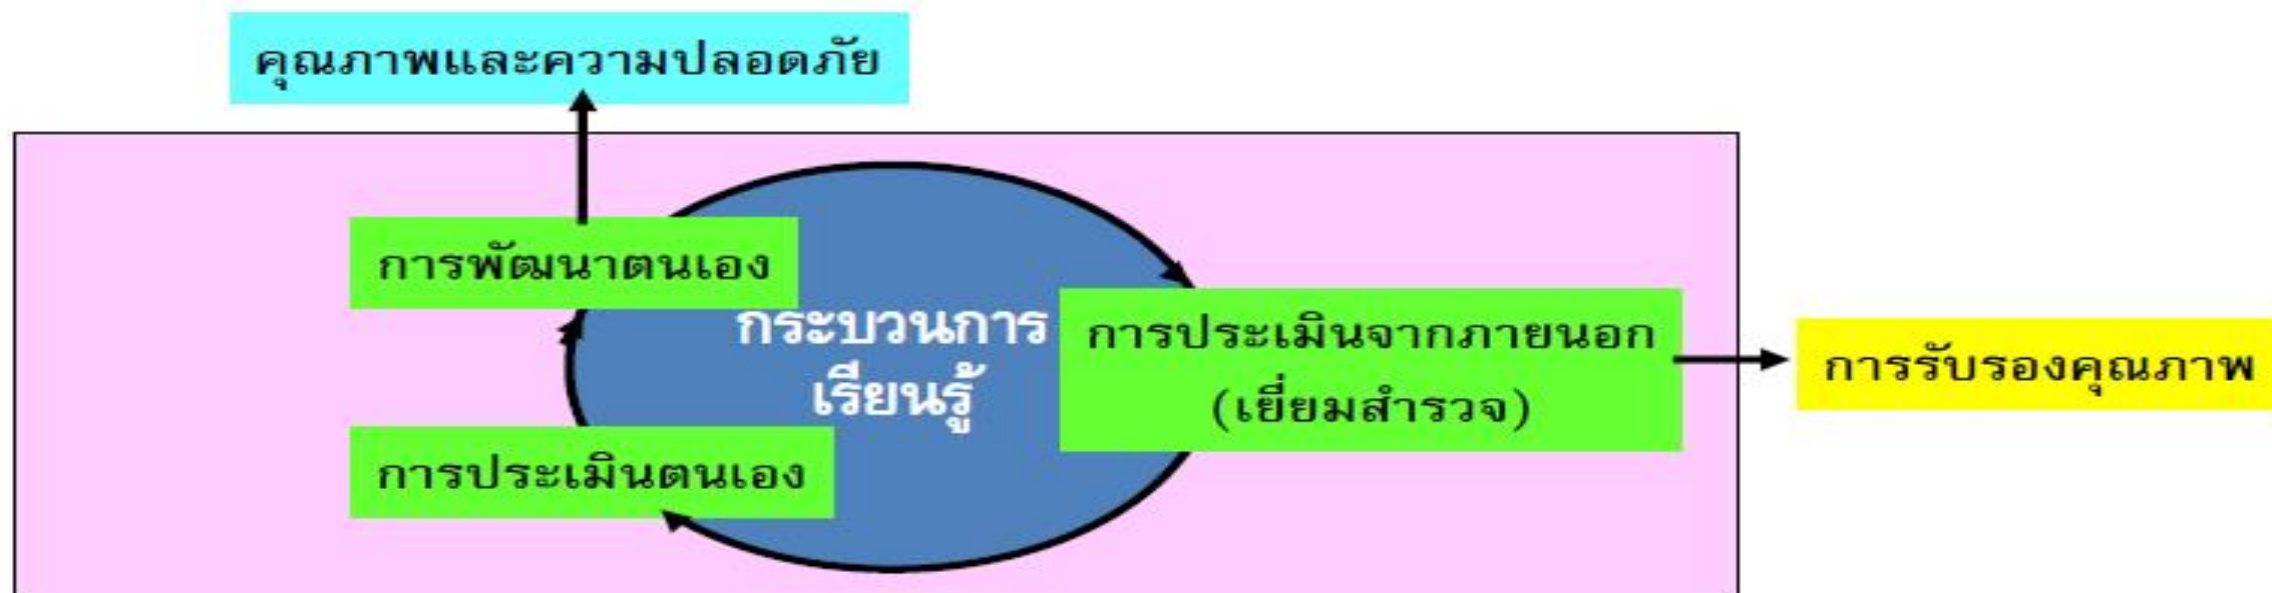 คุณภาพและความปลอดภัย
การพัฒนาตนเอง
กระบวนการ
เรียนรู้
การประเมินจากภายนอก
(เยี่ยมสำรวจ)
การรับรองคุณภาพ
การประเมินตนเอง